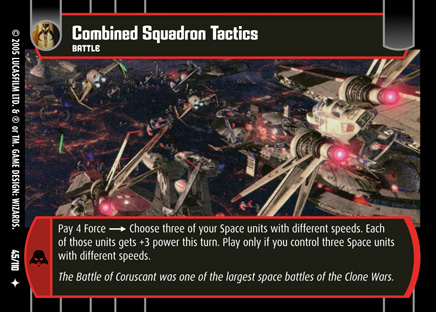 Combined Squadron Tactics
BATTLE
Pay 4 Force → Choose three of your Space units with different speeds. Each
of those units gets +3 power this turn. Play only if you control three Space units
with different speeds.
The Battle of Coruscant was one of the largest space battles of the Clone Wars.
© 2005 LUCASFILM LTD. & ® or TM. GAME DESIGN: WIZARDS.
45/110